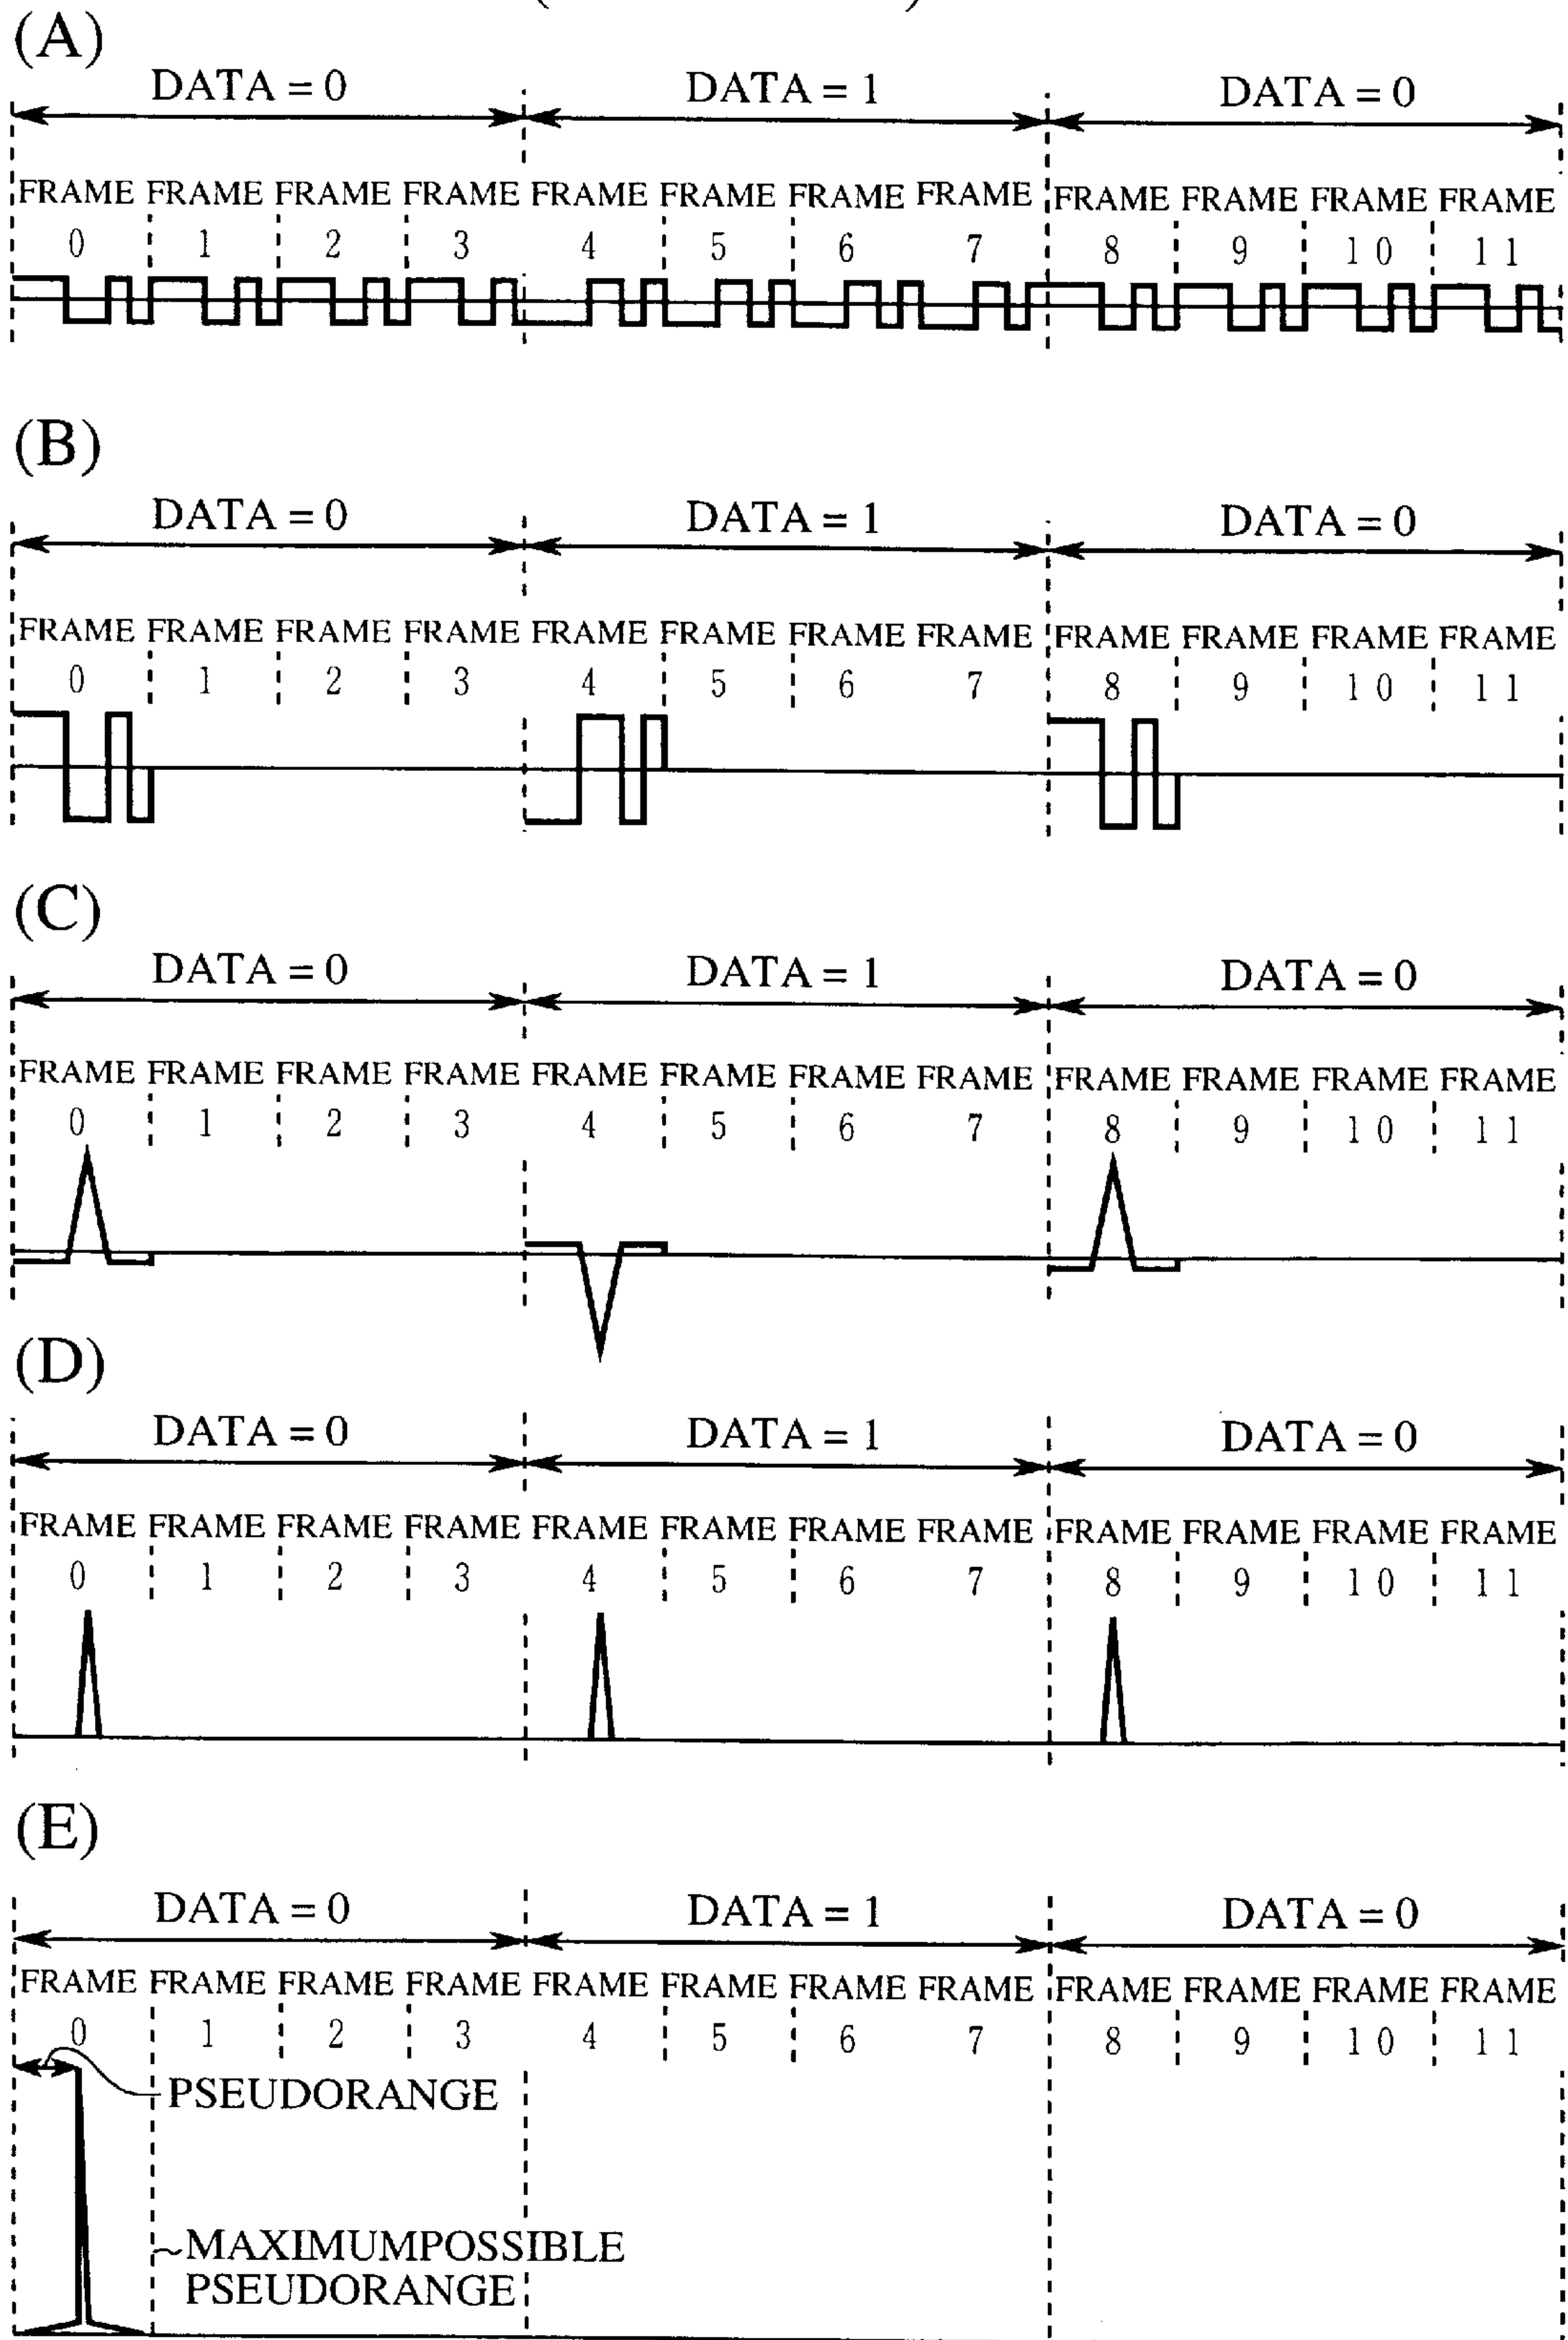 (A)
DATA = 0 DATA = 1 DATA = 0
FRAME FRAME FRAME FRAME FRAME FRAME FRAME FRAME FRAME FRAME FRAME FRAME
0 1 2 3 4 5 6 7 8 9 10 11
(B)
DATA = 0 DATA = 1 DATA = 0
FRAME FRAME FRAME FRAME FRAME FRAME FRAME FRAME FRAME FRAME FRAME FRAME
0 1 2 3 4 5 6 7 8 9 10 11
(C)
DATA = 0 DATA = 1 DATA = 0
FRAME FRAME FRAME FRAME FRAME FRAME FRAME FRAME FRAME FRAME FRAME FRAME
0 1 2 3 4 5 6 7 8 9 10 11
(D)
DATA = 0 DATA = 1 DATA = 0
FRAME FRAME FRAME FRAME FRAME FRAME FRAME FRAME FRAME FRAME FRAME FRAME
0 1 2 3 4 5 6 7 8 9 10 11
(E)
DATA = 0 DATA = 1 DATA = 0
FRAME FRAME FRAME FRAME FRAME FRAME FRAME FRAME FRAME FRAME FRAME FRAME
0 1 2 3 4 5 6 7 8 9 10 11
PSEUDORANGE
MAXIMUMPOSSIBLE
PSEUDORANGE